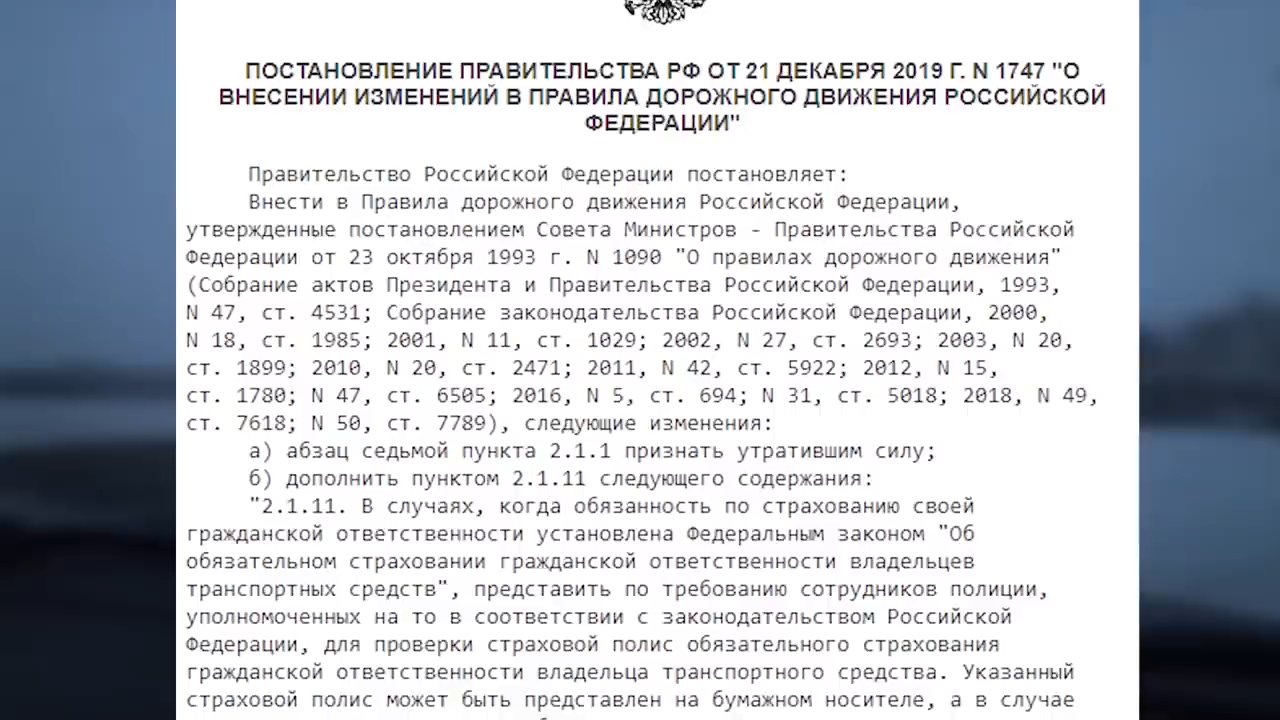 ПОСТАНОВЛЕНИЕ ПРАВИТЕЛЬСТВА РФ ОТ 21 ДЕКАБРЯ 2019 Г. N 1747 "О
ВНЕСЕНИИ ИЗМЕНЕНИЙ В ПРАВИЛА ДОРОЖНОГО ДВИЖЕНИЯ РОССИЙСКОЙ
ФЕДЕРАЦИИ"
Правительство Российской Федерации постановляет:
Внести в Правила дорожного движения Российской Федерации,
утвержденные постановлением Совета Министров - Правительства Российской
Федерации от 23 октября 1993 г. N 1090 "О правилах дорожного движения"
(Собрание актов Президента и Правительства Российской Федерации, 1993,
N 47, ст. 4531; Собрание законодательства Российской Федерации, 2000,
N 18, ст. 1985; 2001, N 11, ст. 1029; 2002, N 27, ст. 2693; 2003, N 20,
ст. 1899; 2010, N 20, ст. 2471; 2011, N 42, ст. 5922; 2012, N 15,
ст. 1780; N 47, ст. 6505; 2016, N 5, ст. 694; N 31, ст. 5018; 2018, N 49,
ст. 7618; N 50, ст. 7789), следующие изменения:
а) абзац седьмой пункта 2.1.1 признать утратившим силу;
б) дополнить пунктом 2.1.11 следующего содержания:
"2.1.11. В случаях, когда обязанность по страхованию своей
гражданской ответственности установлена Федеральным законом "Об
обязательном страховании гражданской ответственности владельцев
транспортных средств", представить по требованию сотрудников полиции,
уполномоченных на то в соответствии с законодательством Российской
Федерации, для проверки страховой полис обязательного страхования
гражданской ответственности владельца транспортного средства. Указанный
страховой полис может быть представлен на бумажном носителе, а в случае